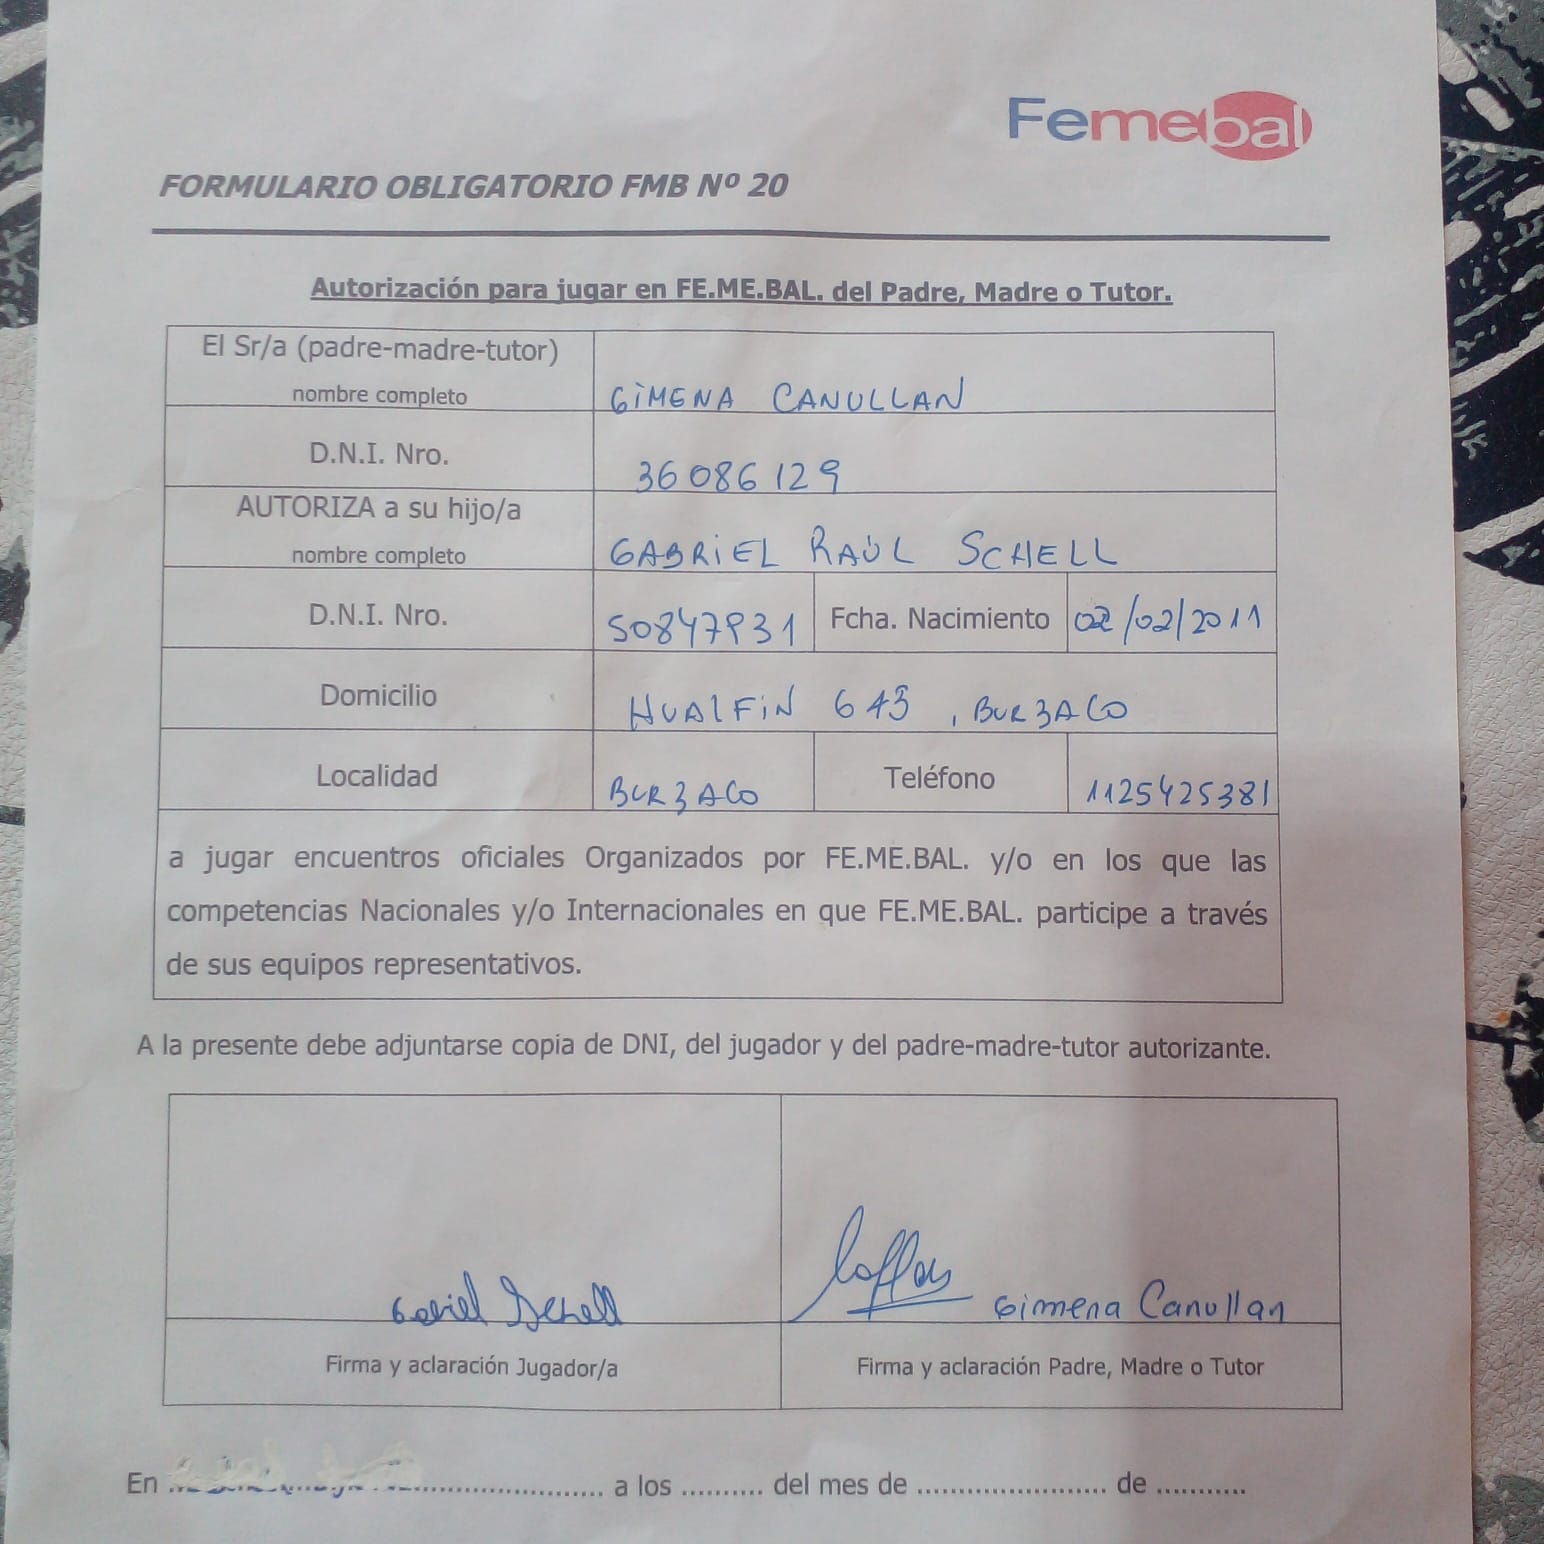 Femebal
FORMULARIO OBLIGATORIO FMB Nº 20
Autorización para jugar en FE.ME.BAL. del Padre, Madre o Tutor.
El Sr/a (padre-madre-tutor)
nombre completo
GIMENA CANULLAN
D.N.I. Nro.
36086129
AUTORIZA a su hijo/a
nombre completo
GABRIEL RAÚL SCHELL
D.N.I. Nro.
50847931
Fcha. Nacimiento
02/02/2011
Domicilio
HUALFIN 643, BURZACO
Localidad
BURZACO
Teléfono
1125425381
a jugar encuentros oficiales Organizados por FE.ME.BAL. y/o en los que las
competencias Nacionales y/o Internacionales en que FE.ME.BAL. participe a través
de sus equipos representativos.
A la presente debe adjuntarse copia de DNI, del jugador y del padre-madre-tutor autorizante.
Gabriel Schell
Gimena Canullan
Firma y aclaración Jugador/a
Firma y aclaración Padre, Madre o Tutor
En ........................................ a los .......... del mes de ....................... de ...........